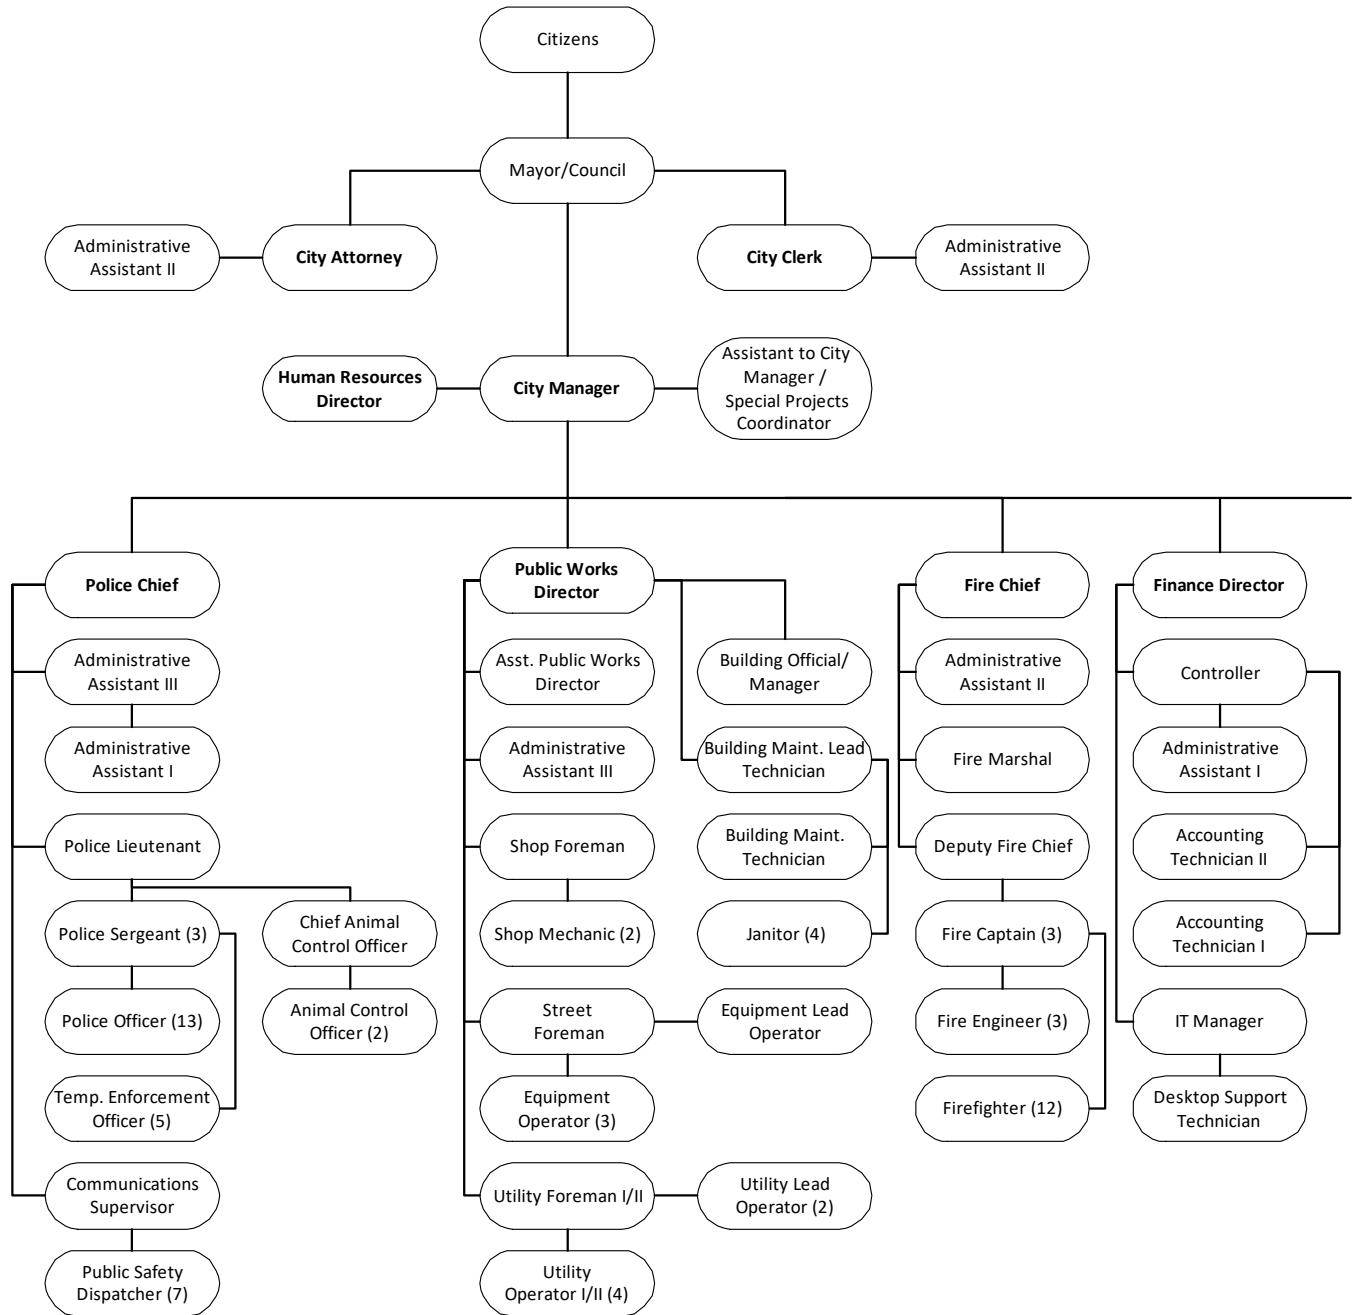 Citizens
Mayor/Council
Administrative
Assistant II
City Attorney
City Clerk
Administrative
Assistant II
Human Resources
Director
City Manager
Assistant to City
Manager /
Special Projects
Coordinator
Police Chief
Public Works
Director
Fire Chief
Finance Director
Administrative
Assistant III
Asst. Public Works
Director
Building Official/
Manager
Administrative
Assistant II
Controller
Administrative
Assistant I
Administrative
Assistant III
Building Maint. Lead
Technician
Fire Marshal
Administrative
Assistant I
Police Lieutenant
Shop Foreman
Building Maint.
Technician
Deputy Fire Chief
Accounting
Technician II
Police Sergeant (3)
Chief Animal
Control Officer
Shop Mechanic (2)
Janitor (4)
Fire Captain (3)
Accounting
Technician I
Police Officer (13)
Animal Control
Officer (2)
Street
Foreman
Equipment Lead
Operator
Fire Engineer (3)
IT Manager
Temp. Enforcement
Officer (5)
Equipment
Operator (3)
Firefighter (12)
Desktop Support
Technician
Communications
Supervisor
Utility Foreman I/II
Utility Lead
Operator (2)
Public Safety
Dispatcher (7)
Utility
Operator I/II (4)